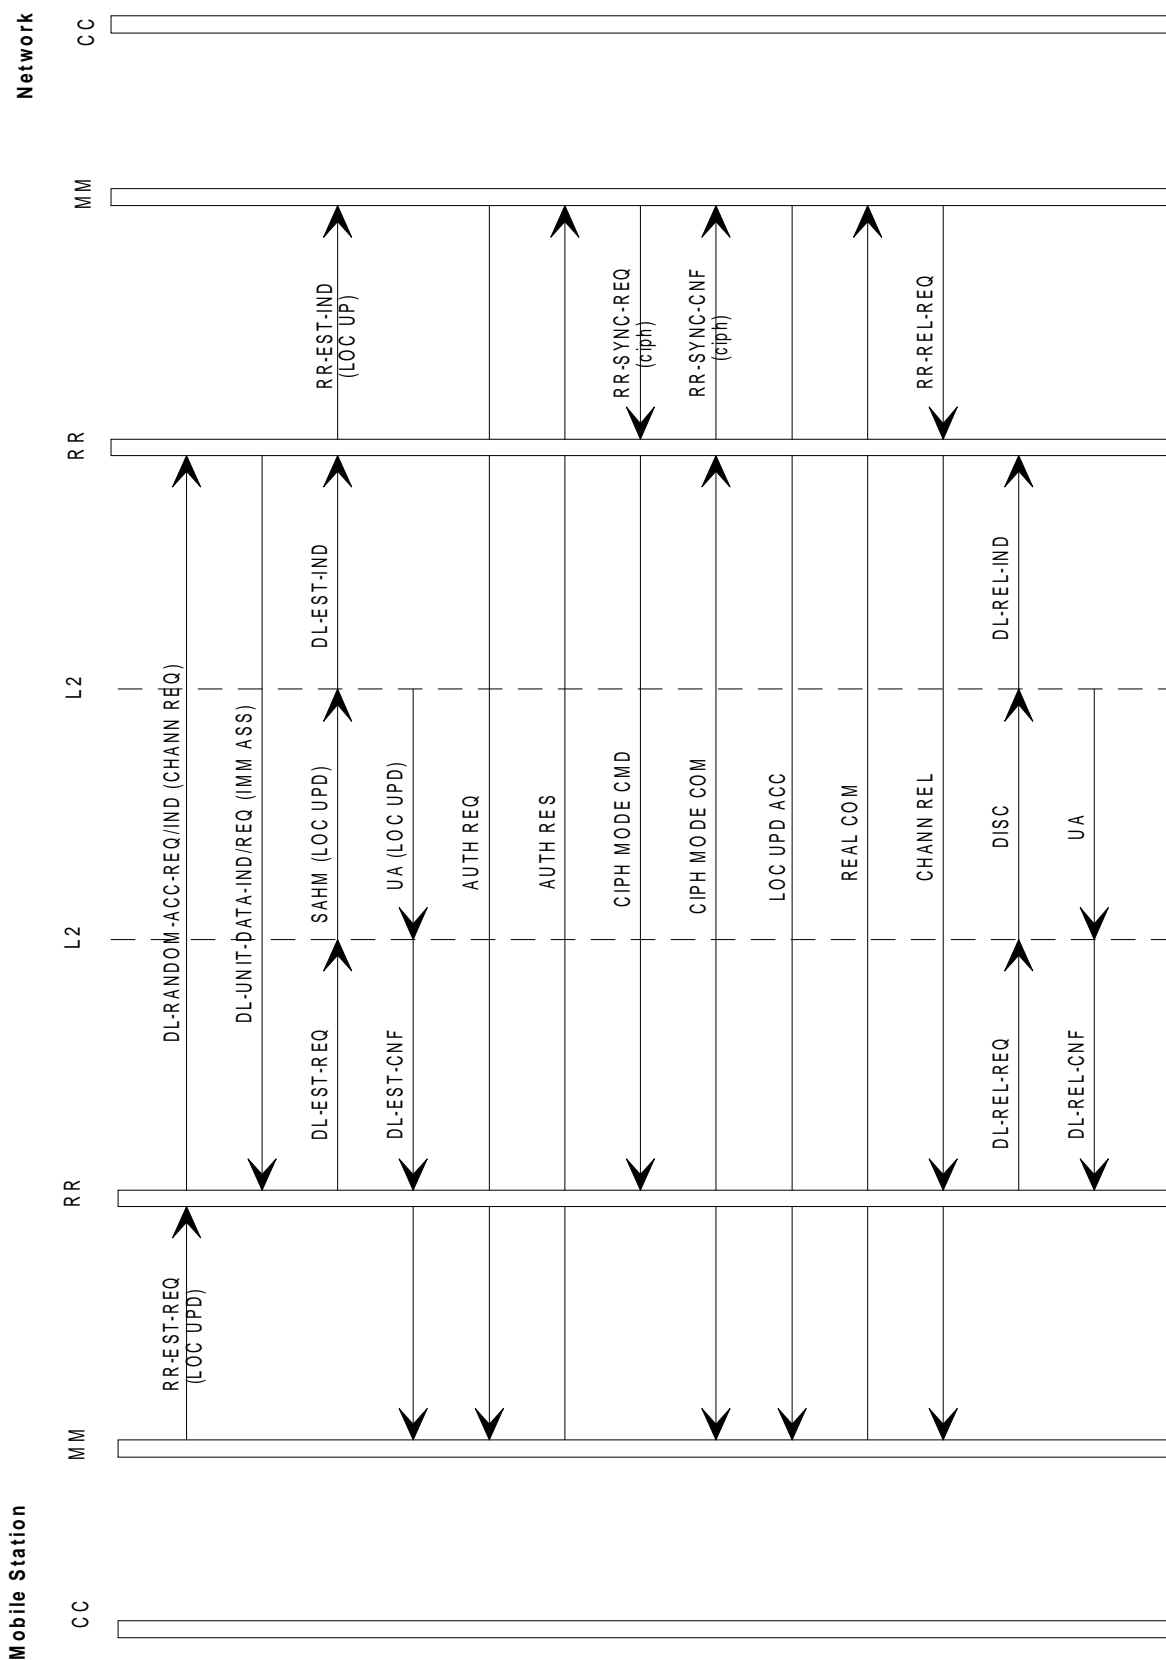 Mobile Station
Network
CC
MM
RR
L2
L2
RR
MM
CC
RR-EST-REQ
(LOC UPD)
DL-RANDOM-ACC-REQ/IND (CHANN REQ)
DL-UNIT-DATA-IND/REQ (IMM ASS)
DL-EST-REQ
SAHM (LOC UPD)
DL-EST-IND
RR-EST-IND
(LOC UP)
DL-EST-CNF
UA (LOC UPD)
AUTH REQ
AUTH RES
CIPH MODE CMD
RR-SYNC-REQ
(ciph)
CIPH MODE COM
RR-SYNC-CNF
(ciph)
LOC UPD ACC
REAL COM
CHANN REL
RR-REL-REQ
DL-REL-REQ
DISC
DL-REL-IND
DL-REL-CNF
UA